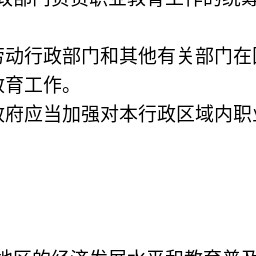 政部门负责职业教育工作的统筹
劳动行政部门和其他有关部门在国
教育工作。
政府应当加强对本行政区域内职业
地区的经济发展水平和教育普及